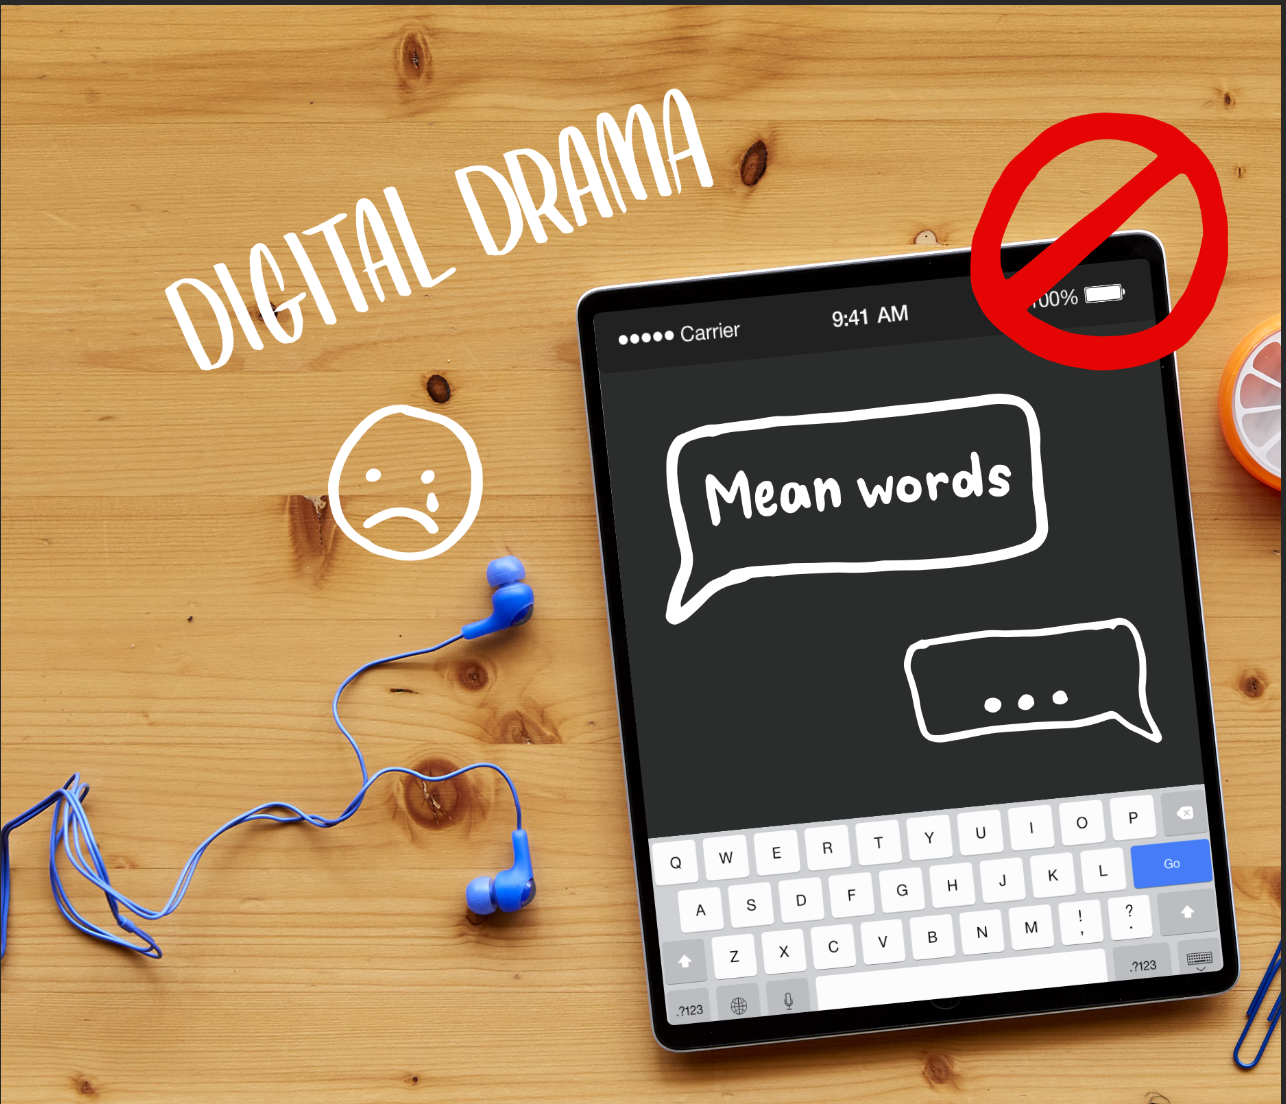 DIGITAL DRAMA
Carrier 9:41 AM 100%
Mean words
...
Q W E R T Y U I O P
A S D F G H J K L Go
Z X C V B N M ! , ? .
.?123 .?123